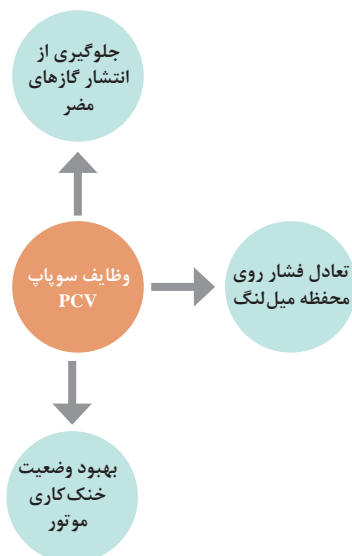 جلوگیری از
انتشار گازهای
مضر
وظایف سوپاپ
PCV
تعادل فشار روی
محفظه میل‌لنگ
بهبود وضعیت
خنک‌کاری
موتور